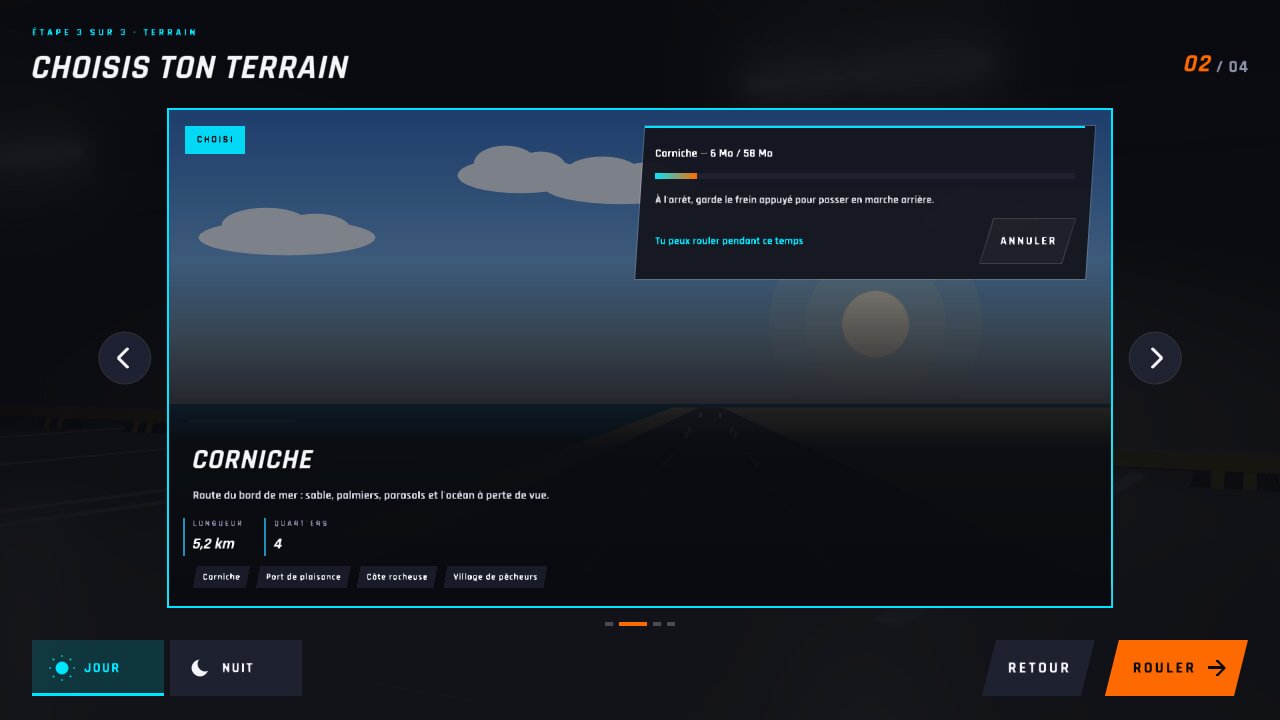 ÉTAPE 3 SUR 3 · TERRAIN
CHOISIS TON TERRAIN
02 / 04
CHOISI
Corniche — 6 Mo / 58 Mo
À l'arrêt, garde le frein appuyé pour passer en marche arrière.
Tu peux rouler pendant ce temps
ANNULER
CORNICHE
Route du bord de mer : sable, palmiers, parasols et l'océan à perte de vue.
LONGUEUR
QUARTIERS
5,2 km
4
Corniche
Port de plaisance
Côte rocheuse
Village de pêcheurs
JOUR
NUIT
RETOUR
ROULER